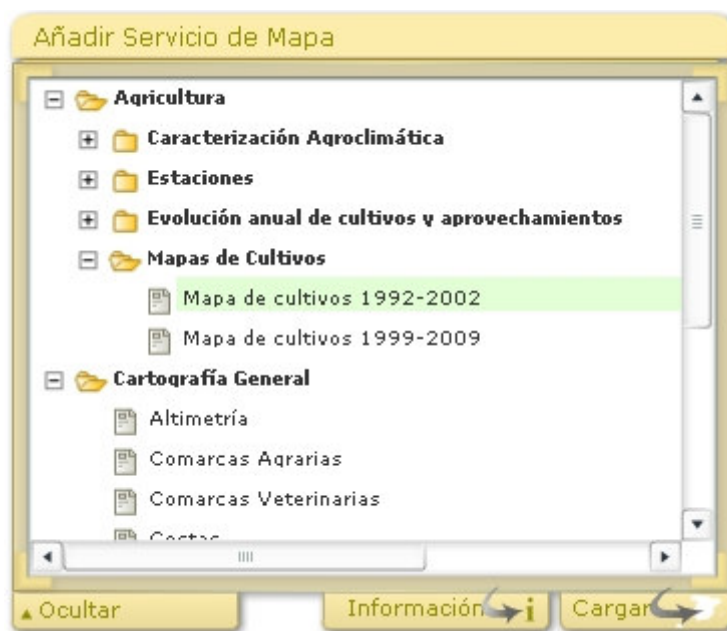 Añadir Servicio de Mapa
Agricultura
Caracterización Agroclimática
Estaciones
Evolución anual de cultivos y aprovechamientos
Mapas de Cultivos
Mapa de cultivos 1992-2002
Mapa de cultivos 1999-2009
Cartografía General
Altimetría
Comarcas Agrarias
Comarcas Veterinarias
Ocultar Información i Cargar